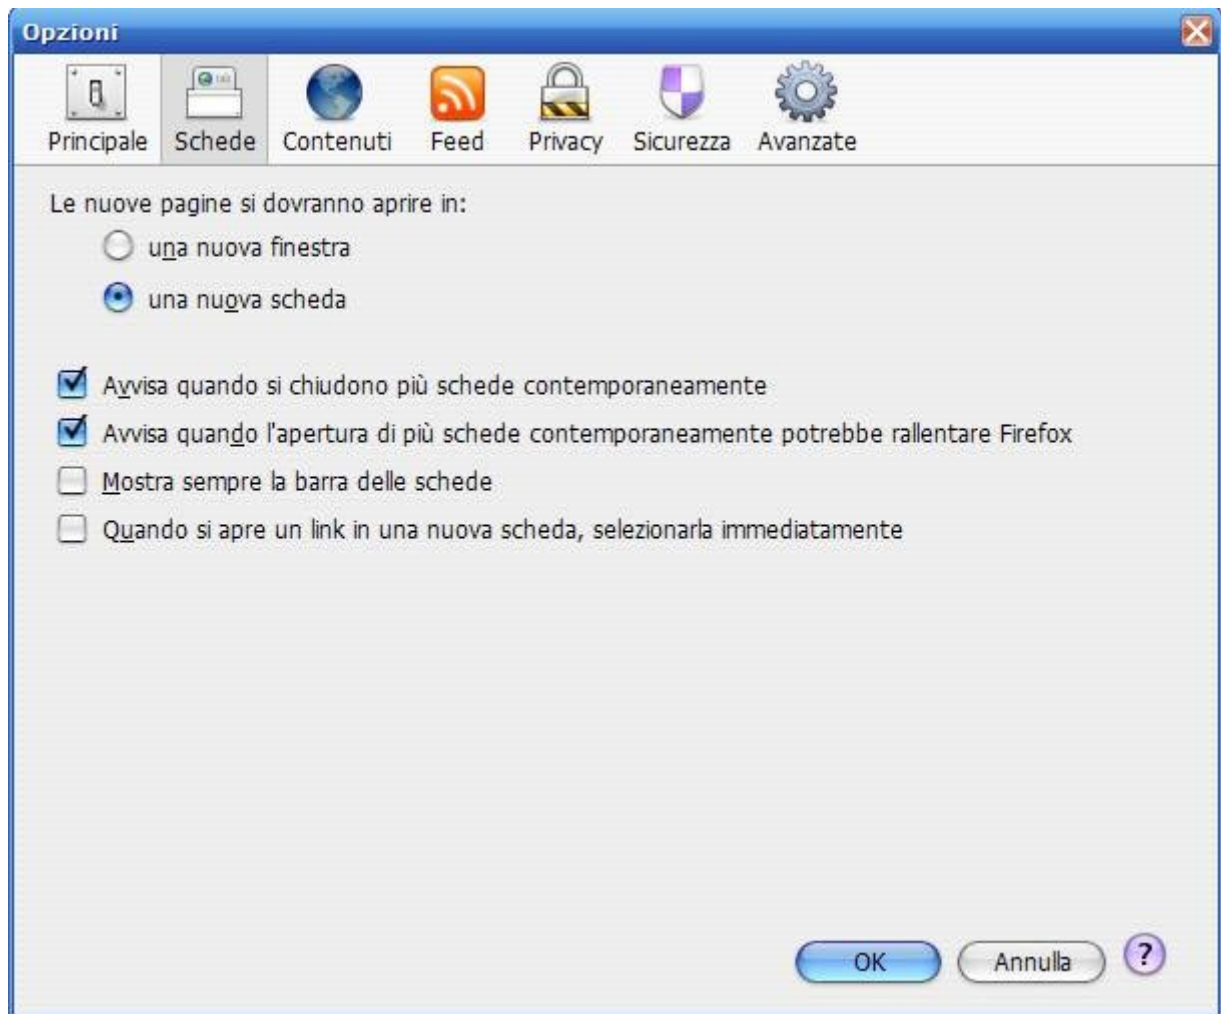 Opzioni
Principale Schede Contenuti Feed Privacy Sicurezza Avanzate
Le nuove pagine si dovranno aprire in:
una nuova finestra
una nuova scheda
Avvisa quando si chiudono più schede contemporaneamente
Avvisa quando l'apertura di più schede contemporaneamente potrebbe rallentare Firefox
Mostra sempre la barra delle schede
Quando si apre un link in una nuova scheda, selezionarla immediatamente
OK Annulla ?